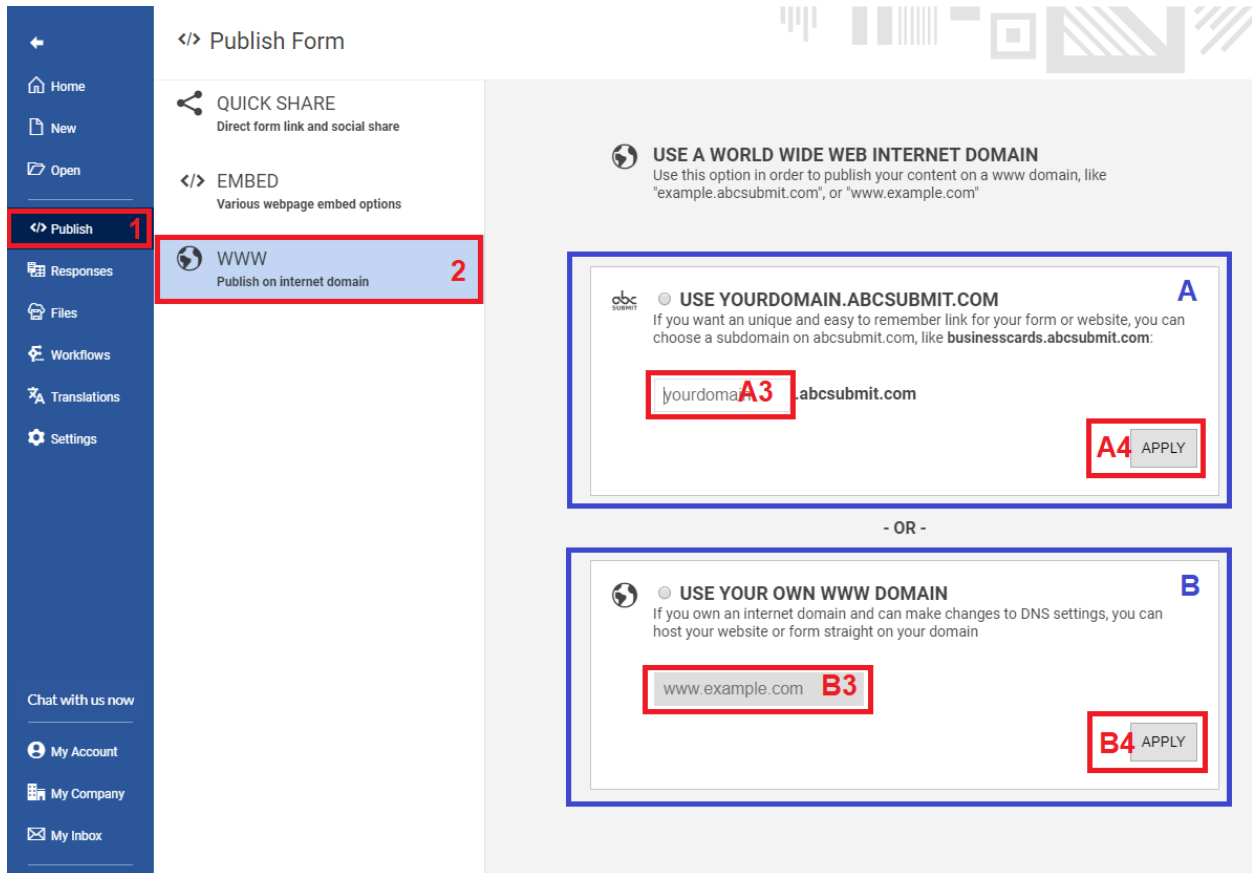 </> Publish Form
Home
New
Open
</> Publish
1
Responses
Files
Workflows
Translations
Settings
Chat with us now
My Account
My Company
My Inbox
QUICK SHARE
Direct form link and social share
</> EMBED
Various webpage embed options
WWW
Publish on internet domain
2
USE A WORLD WIDE WEB INTERNET DOMAIN
Use this option in order to publish your content on a www domain, like
"example.abcsubmit.com", or "www.example.com"
A
abc
SUBMIT
USE YOURDOMAIN.ABCSUBMIT.COM
If you want an unique and easy to remember link for your form or website, you can
choose a subdomain on abcsubmit.com, like businesscards.abcsubmit.com:
yourdomain A3 .abcsubmit.com
A4 APPLY
- OR -
B
USE YOUR OWN WWW DOMAIN
If you own an internet domain and can make changes to DNS settings, you can
host your website or form straight on your domain
www.example.com B3
B4 APPLY